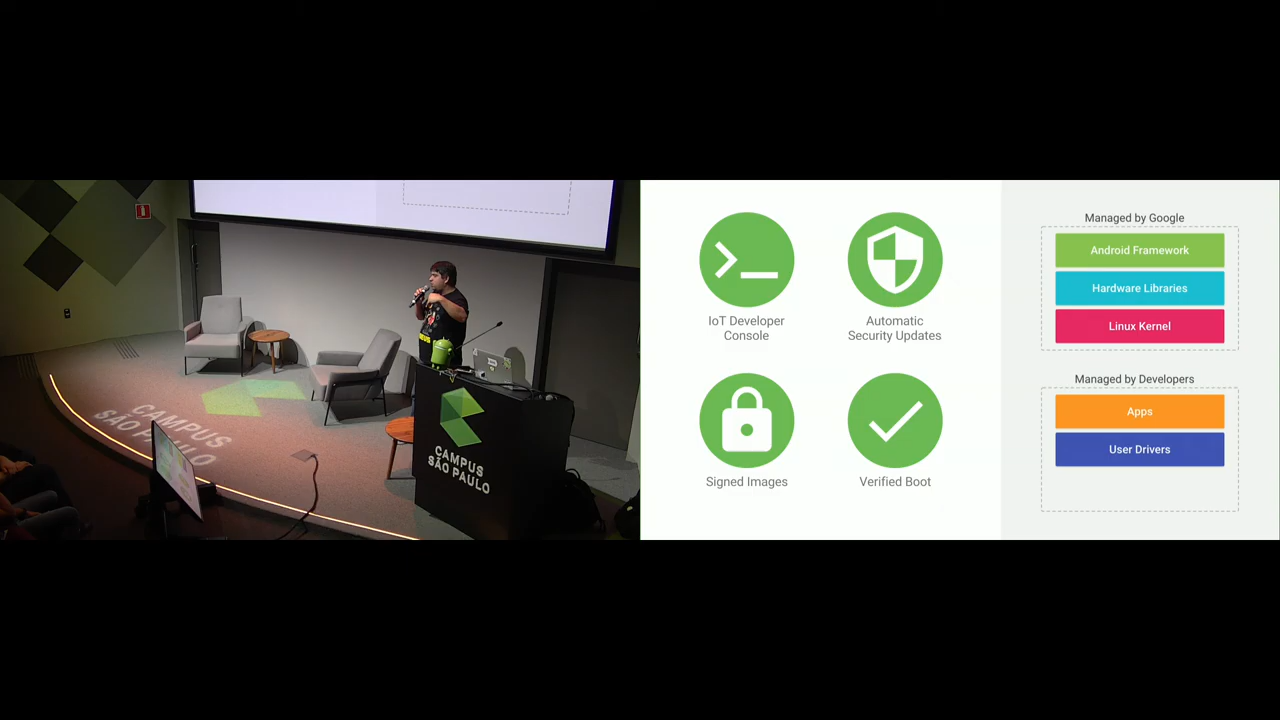 CAMPUS
SÃO PAULO
CAMPUS
SÃO PAULO
IoT Developer
Console
Automatic
Security Updates
Signed Images
Verified Boot
Managed by Google
Android Framework
Hardware Libraries
Linux Kernel
Managed by Developers
Apps
User Drivers